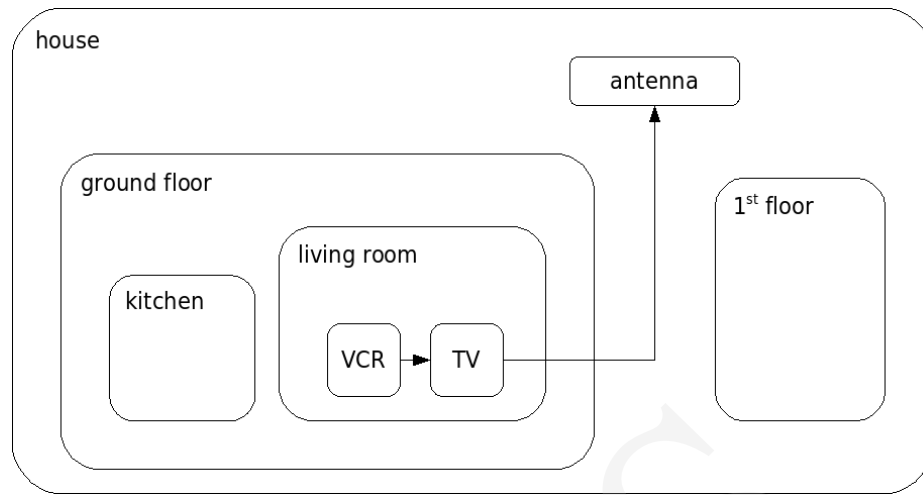 house
antenna
ground floor
1st floor
living room
kitchen
VCR
TV